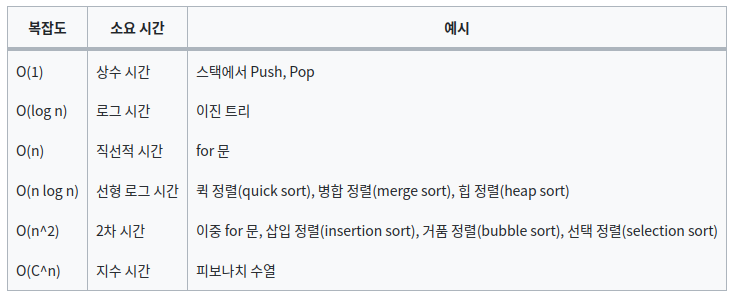 복잡도 소요 시간 예시
O(1) 상수 시간 스택에서 Push, Pop
O(log n) 로그 시간 이진 트리
O(n) 직선적 시간 for 문
O(n log n) 선형 로그 시간 퀵 정렬(quick sort), 병합 정렬(merge sort), 힙 정렬(heap sort)
O(n^2) 2차 시간 이중 for 문, 삽입 정렬(insertion sort), 거품 정렬(bubble sort), 선택 정렬(selection sort)
O(C^n) 지수 시간 피보나치 수열